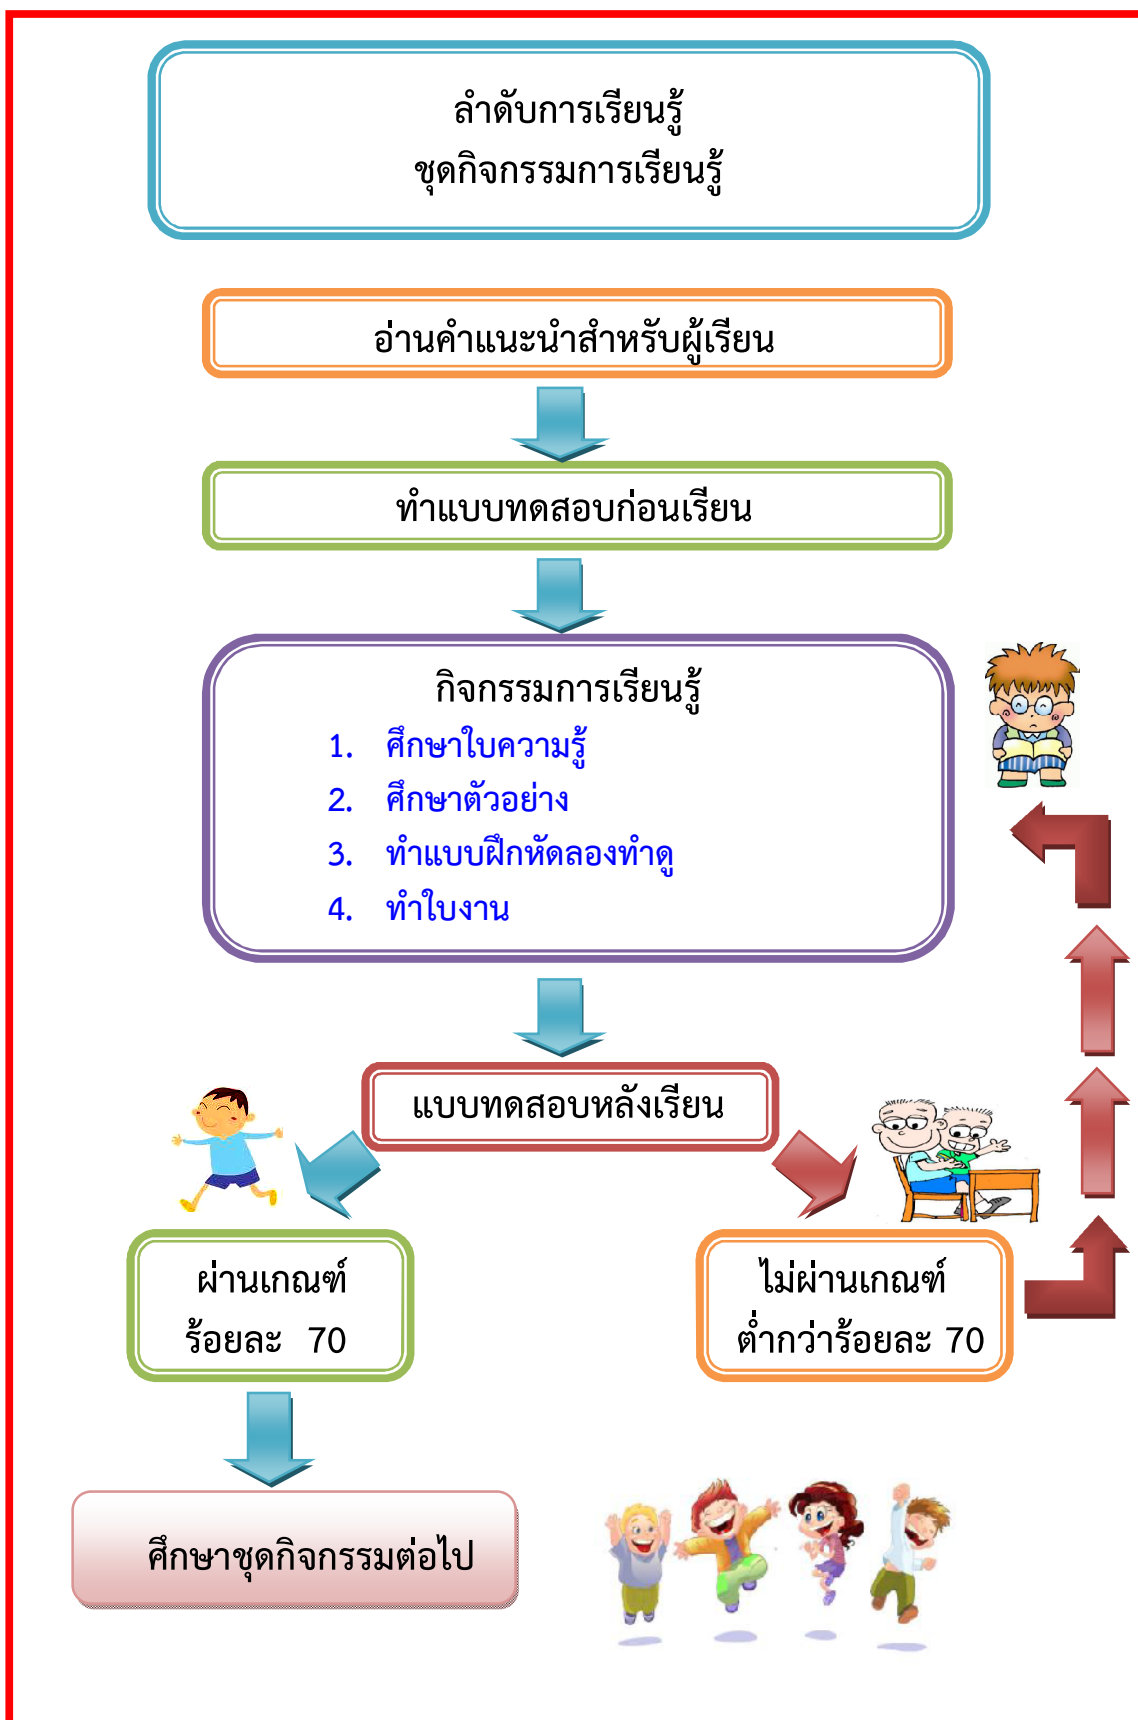 ลำดับการเรียนรู้
ชุดกิจกรรมการเรียนรู้
อ่านคำแนะนำสำหรับผู้เรียน
ทำแบบทดสอบก่อนเรียน
กิจกรรมการเรียนรู้
1. ศึกษาใบความรู้
2. ศึกษาตัวอย่าง
3. ทำแบบฝึกหัดลองทำดู
4. ทำใบงาน
แบบทดสอบหลังเรียน
ผ่านเกณฑ์
ร้อยละ 70
ไม่ผ่านเกณฑ์
ต่ำกว่าร้อยละ 70
ศึกษาชุดกิจกรรมต่อไป